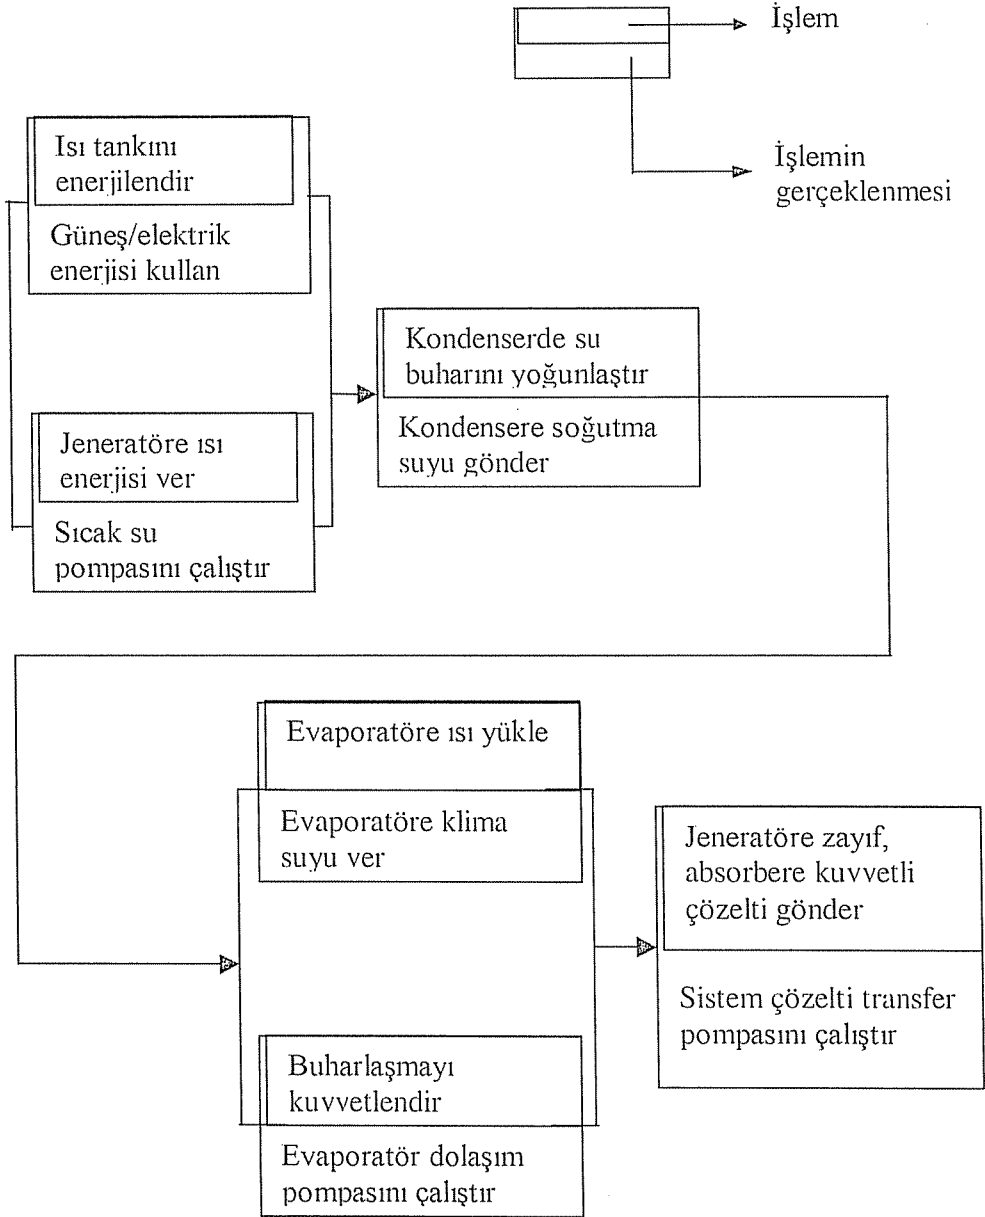 İşlem
İşlemin
gerçeklenmesi
Isı tankını
enerjilendir
Güneş/elektrik
enerjisi kullan
Kondenserde su
buharını yoğunlaştır
Kondensere soğutma
suyu gönder
Jeneratöre ısı
enerjisi ver
Sıcak su
pompasını çalıştır
Evaporatöre ısı yükle
Evaporatöre klima
suyu ver
Jeneratöre zayıf,
absorbere kuvvetli
çözelti gönder
Sistem çözelti transfer
pompasını çalıştır
Buharlaşmayı
kuvvetlendir
Evaporatör dolaşım
pompasını çalıştır